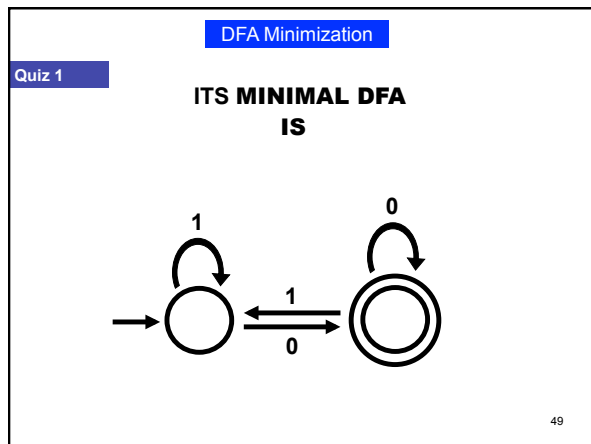 DFA Minimization
Quiz 1
ITS MINIMAL DFA
IS
1
0
1
0
49